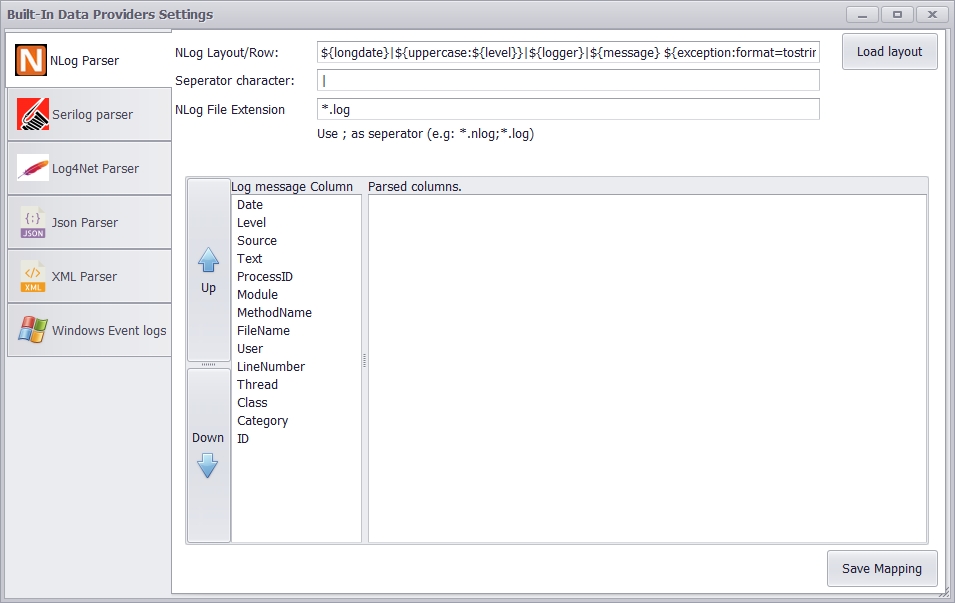 Built-In Data Providers Settings
N NLog Parser
Serilog parser
Log4Net Parser
{:} JSON Json Parser
</> XML XML Parser
Windows Event logs
NLog Layout/Row: ${longdate}|${uppercase:${level}}|${logger}|${message} ${exception:format=tostrin
Load layout
Seperator character: |
NLog File Extension *.log
Use ; as seperator (e.g: *.nlog;*.log)
Up
Down
Log message Column
Date
Level
Source
Text
ProcessID
Module
MethodName
FileName
User
LineNumber
Thread
Class
Category
ID
Parsed columns.
Save Mapping